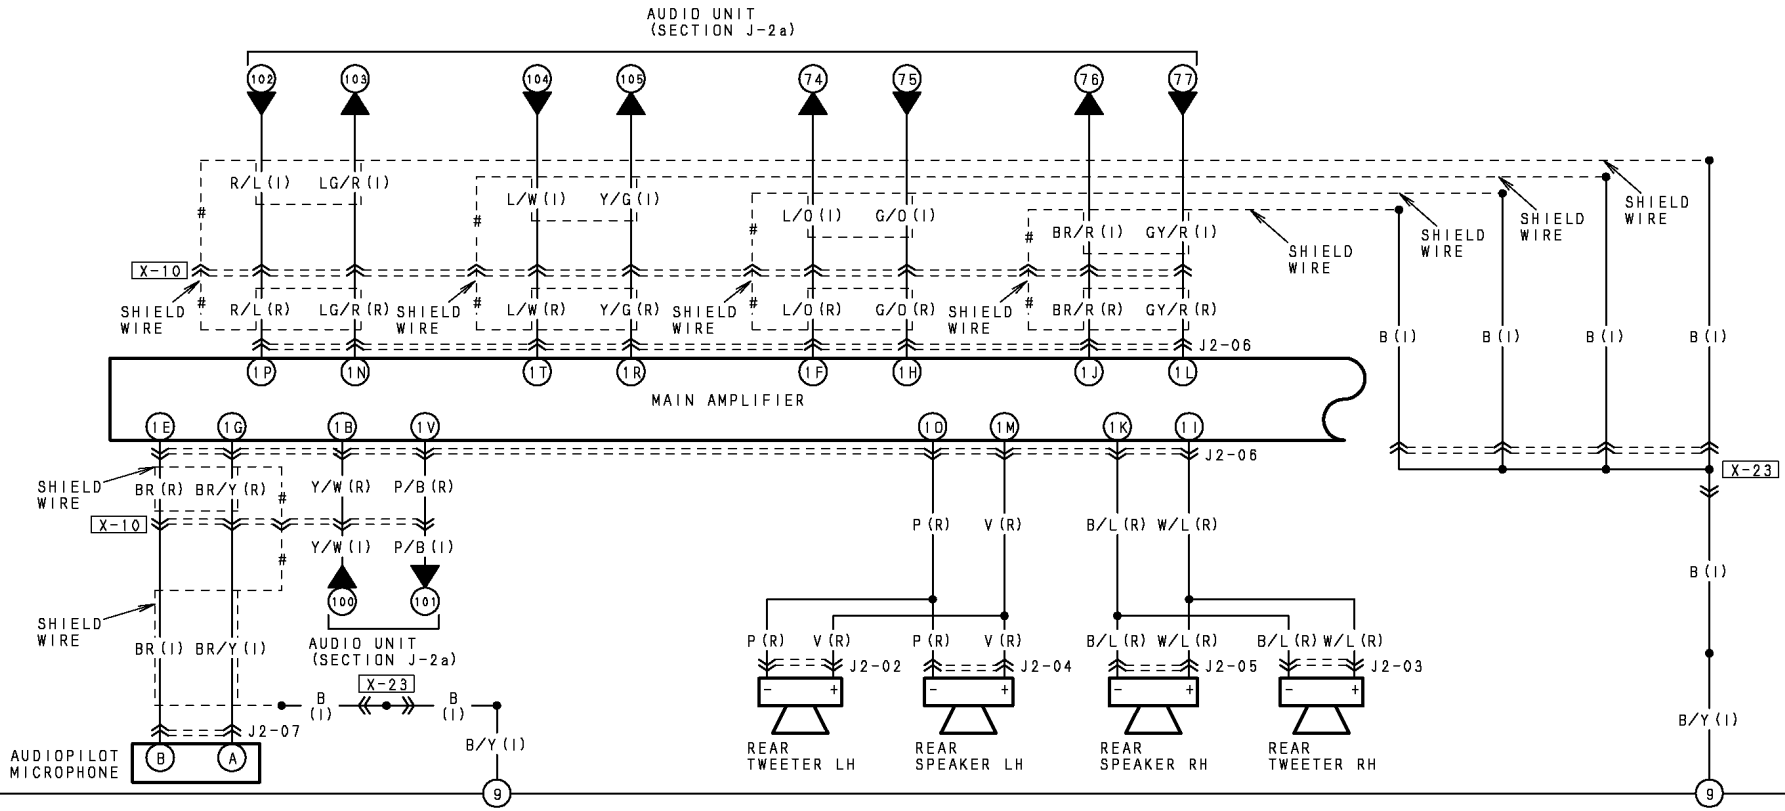 AUDIO UNIT
(SECTION J-2a)
102 103 104 105 74 75 76 77
R/L(I) LG/R(I) L/W(I) Y/G(I) L/O(I) G/O(I) BR/R(I) GY/R(I)
# # # #
SHIELD WIRE
SHIELD WIRE
SHIELD WIRE
SHIELD WIRE
X-10
SHIELD WIRE
SHIELD WIRE
SHIELD WIRE
SHIELD WIRE
# # # #
R/L(R) LG/R(R) L/W(R) Y/G(R) L/O(R) G/O(R) BR/R(R) GY/R(R)
B(I) B(I) B(I) B(I)
J2-06
1P 1N 1T 1R 1F 1H 1J 1L
MAIN AMPLIFIER
1E 1G 1B 1V 1O 1M 1K 1I
J2-06
X-23
SHIELD WIRE
BR(R) BR/Y(R) # Y/W(R) P/B(R)
X-10
P(R) V(R) B/L(R) W/L(R)
# Y/W(I) P/B(I)
B(I)
100 101
SHIELD WIRE
BR(I) BR/Y(I)
AUDIO UNIT
(SECTION J-2a)
P(R) V(R) P(R) V(R) B/L(R) W/L(R) B/L(R) W/L(R)
J2-02 J2-04 J2-05 J2-03
- + - + - + - +
X-23
B (I) B (I)
B/Y(I)
B/Y(I)
J2-07
AUDIOPILOT
MICROPHONE
B A
REAR
TWEETER LH
REAR
SPEAKER LH
REAR
SPEAKER RH
REAR
TWEETER RH
9 9